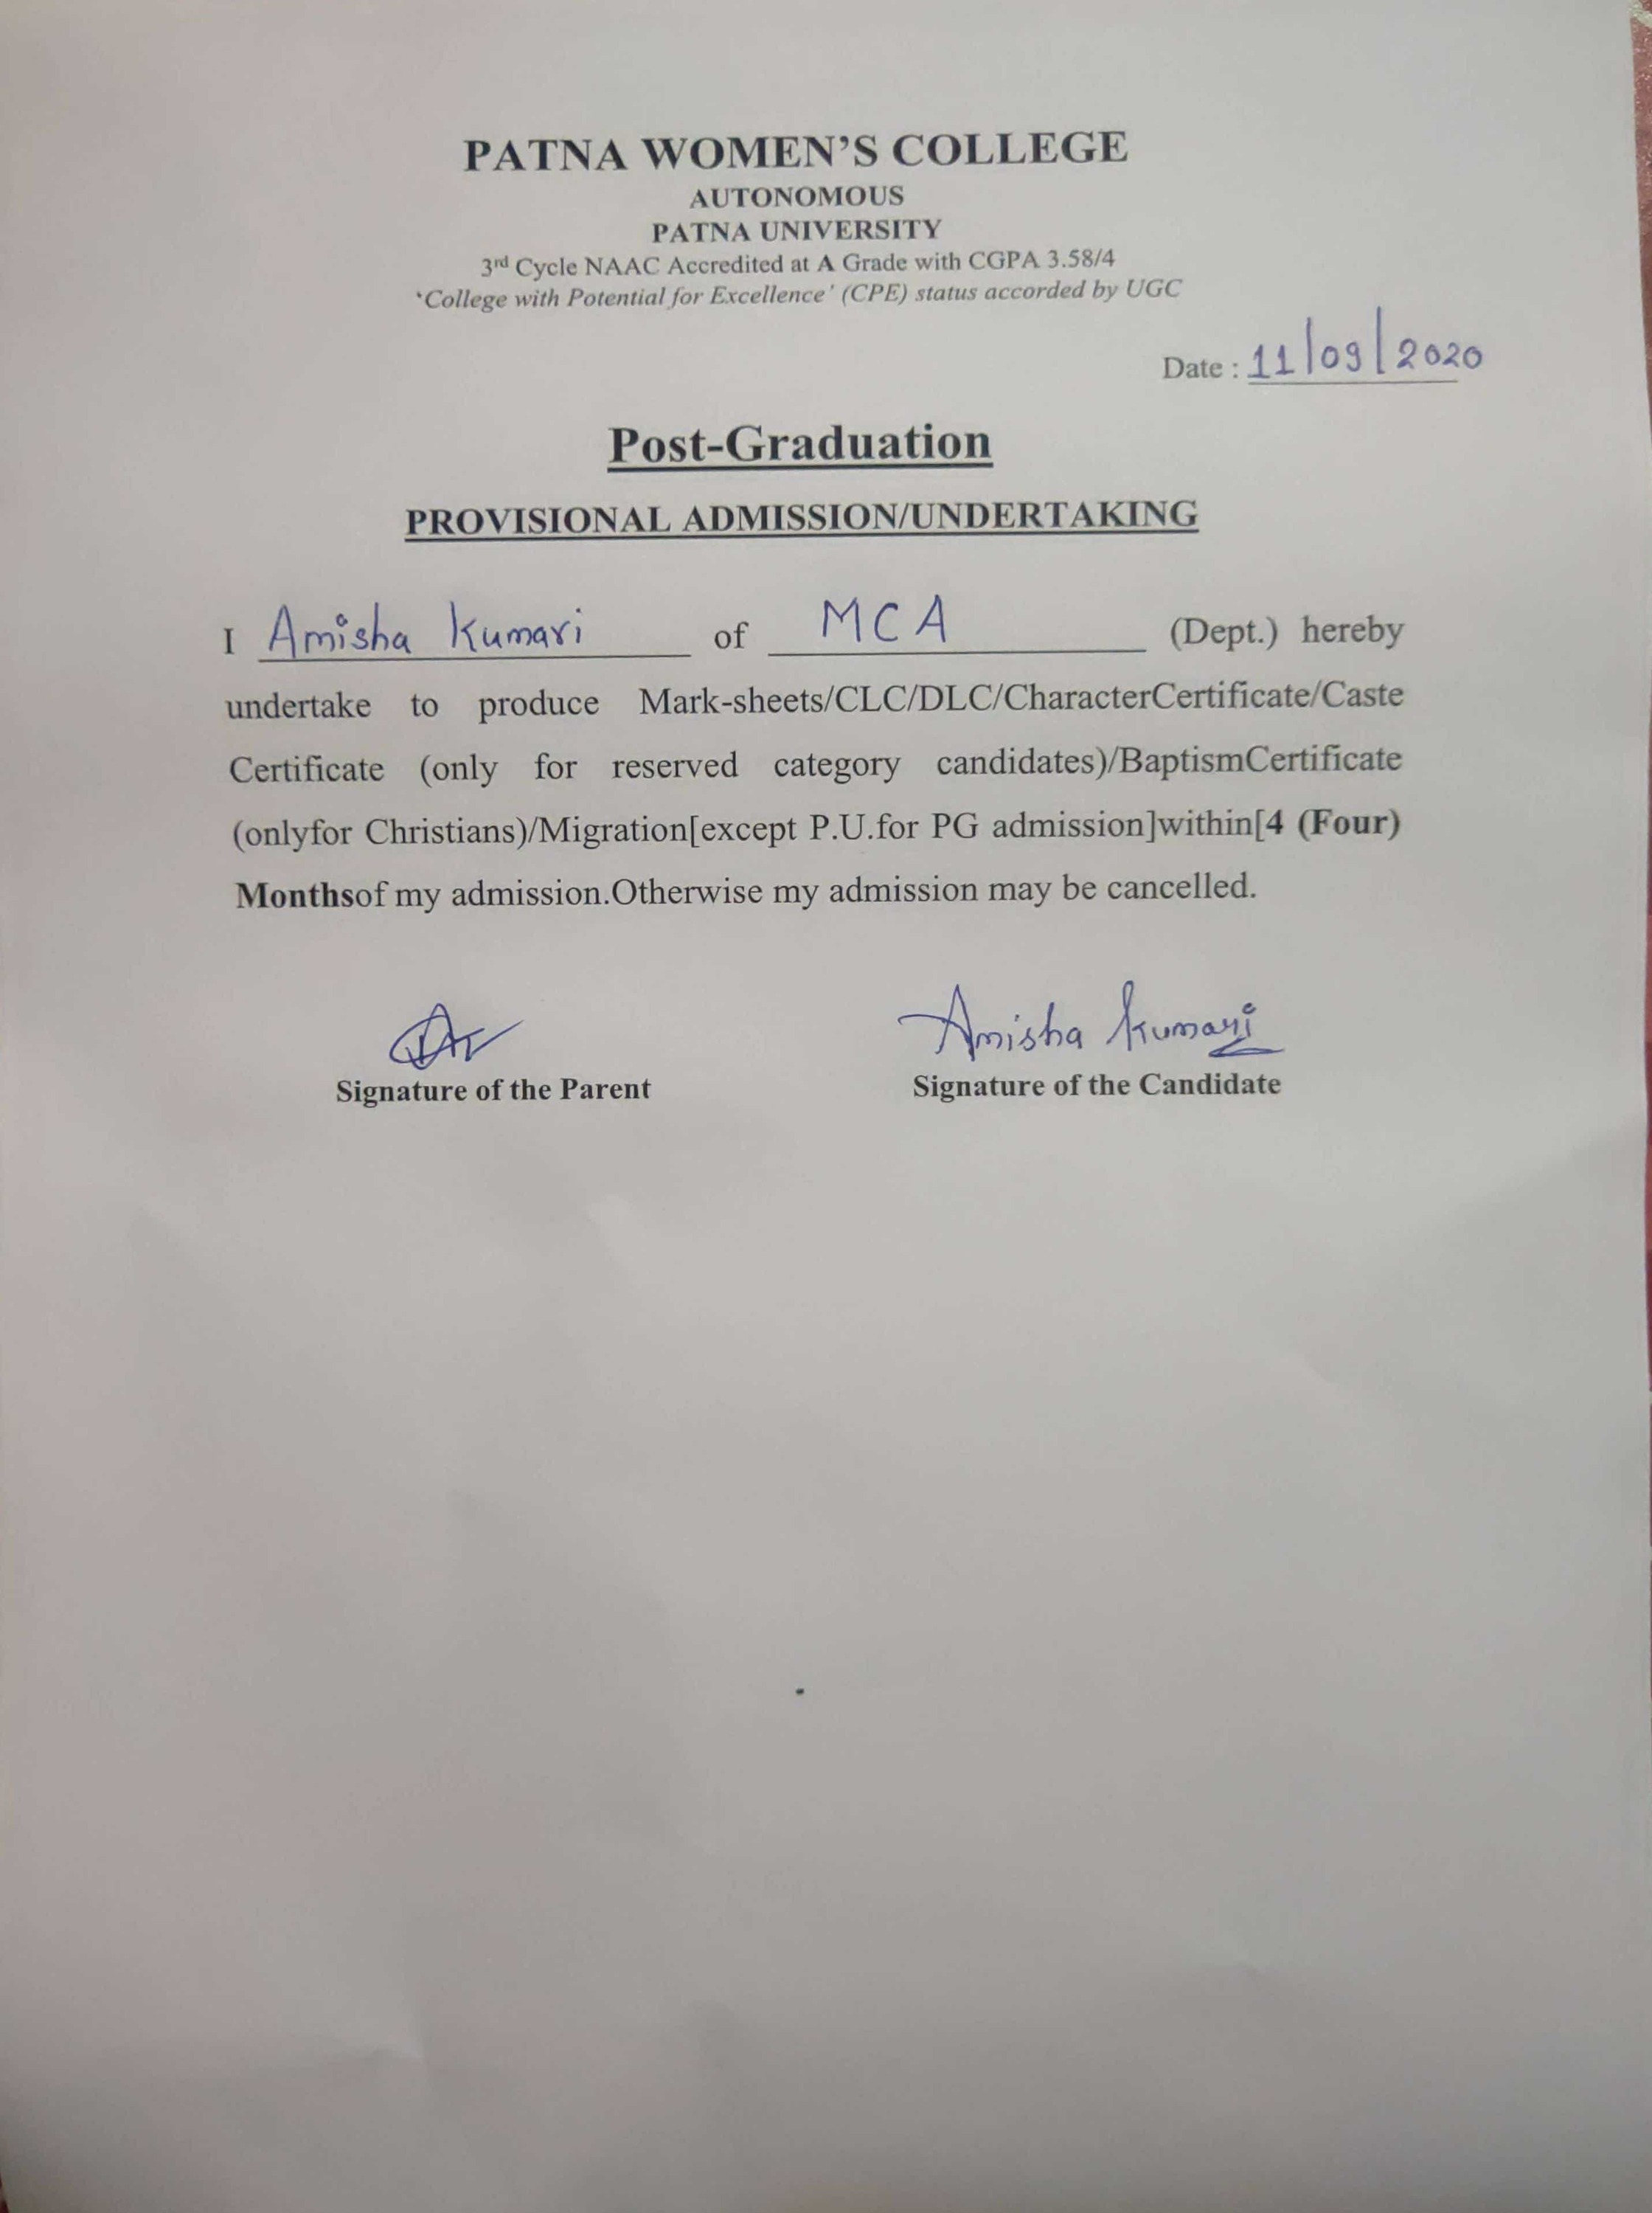 PATNA WOMEN'S COLLEGE
AUTONOMOUS
PATNA UNIVERSITY
3rd Cycle NAAC Accredited at A Grade with CGPA 3.58/4
'College with Potential for Excellence' (CPE) status accorded by UGC
Date : 11/09/2020
Post-Graduation
PROVISIONAL ADMISSION/UNDERTAKING
I Amisha Kumari of MCA (Dept.) hereby
undertake to produce Mark-sheets/CLC/DLC/CharacterCertificate/Caste
Certificate (only for reserved category candidates)/BaptismCertificate
(onlyfor Christians)/Migration[except P.U.for PG admission]within[4 (Four)
Monthsof my admission.Otherwise my admission may be cancelled.
Amisha Kumari
Signature of the Parent Signature of the Candidate